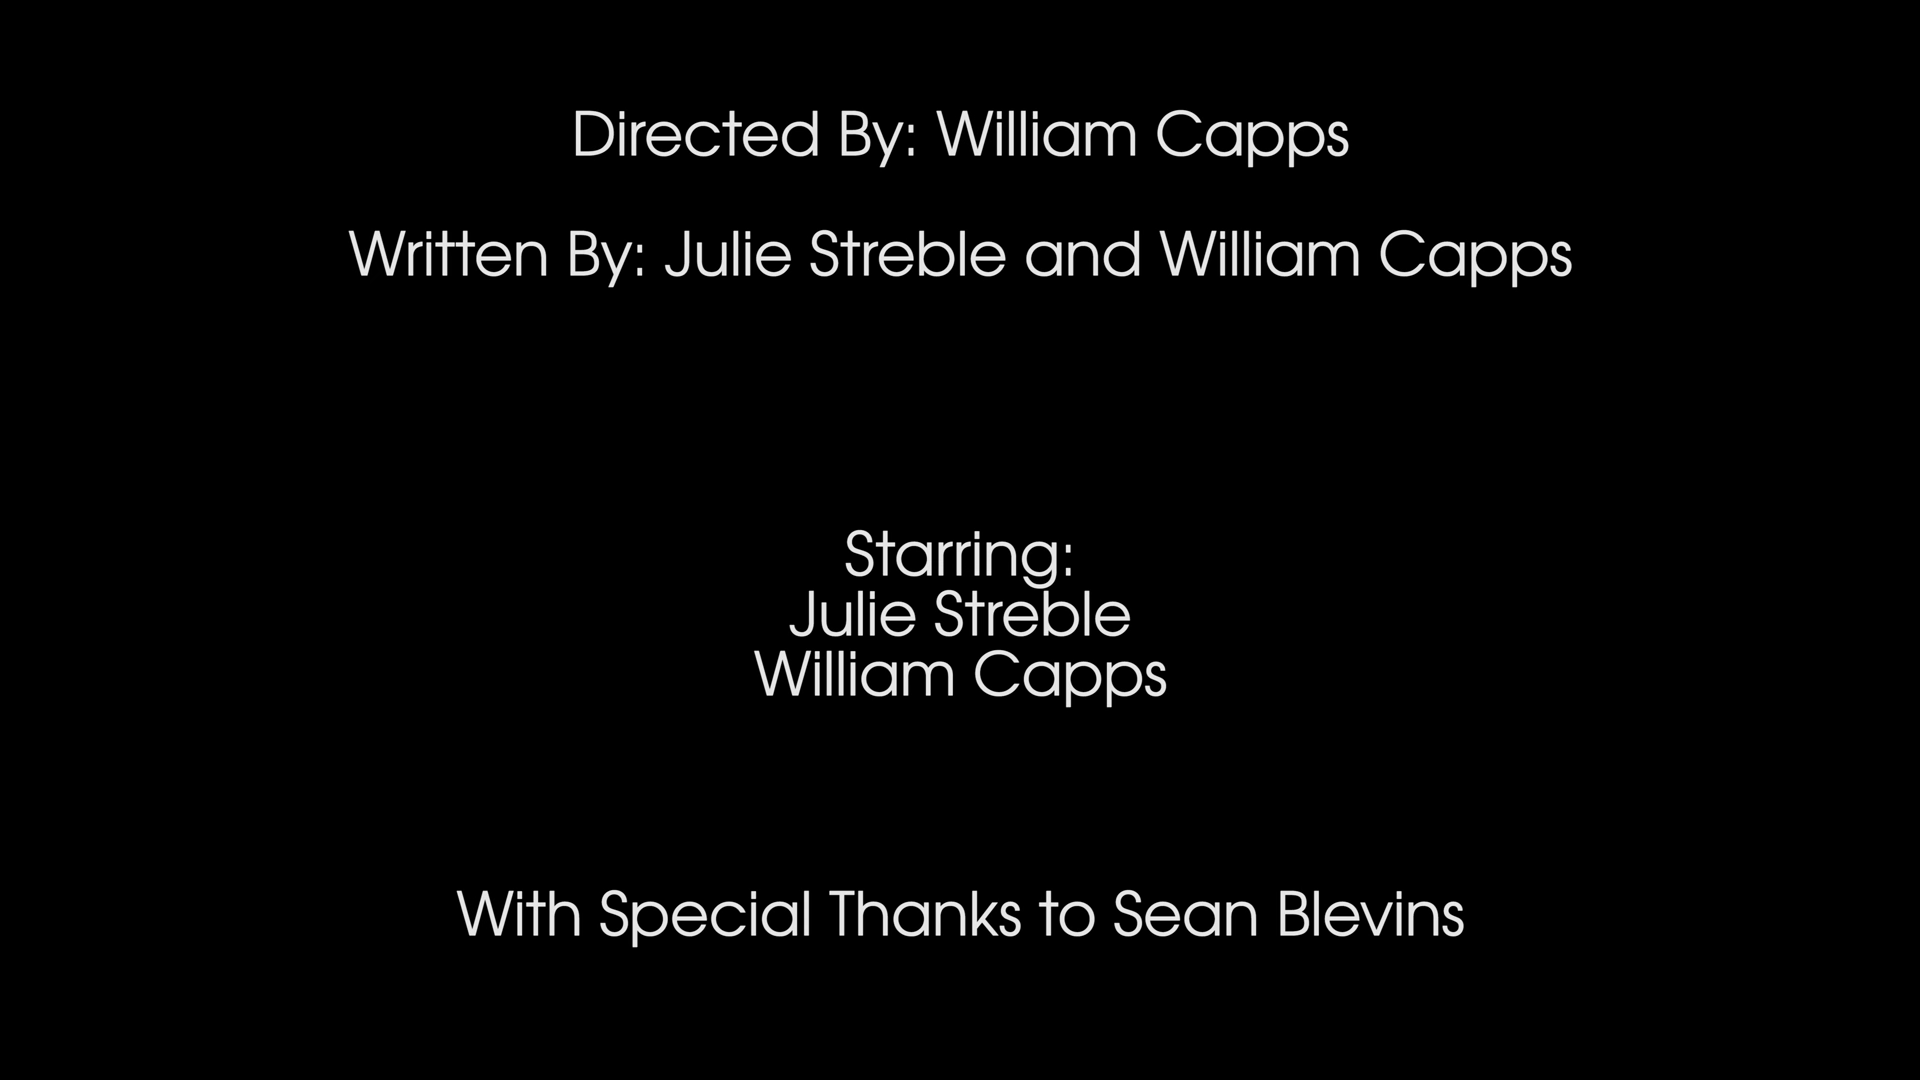 Directed By: William Capps
Written By: Julie Streble and William Capps
Starring:
Julie Streble
William Capps
With Special Thanks to Sean Blevins